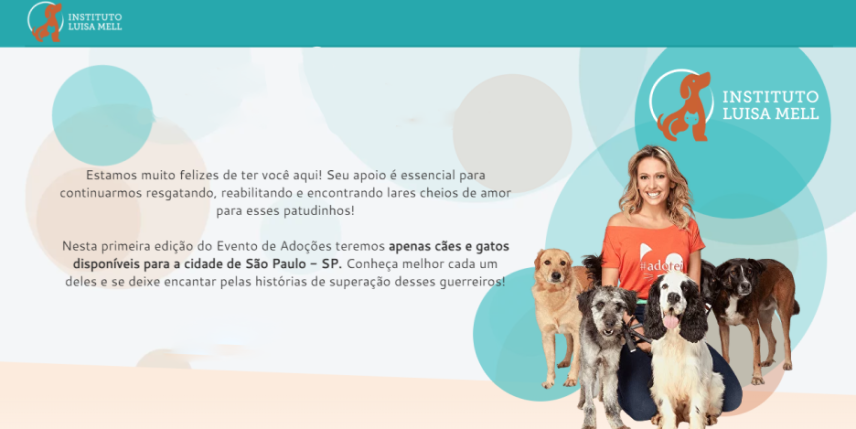 INSTITUTO
LUISA MELL
INSTITUTO
LUISA MELL
Estamos muito felizes de ter você aqui! Seu apoio é essencial para
continuarmos resgatando, reabilitando e encontrando lares cheios de amor
para esses patudinhos!
Nesta primeira edição do Evento de Adoções teremos apenas cães e gatos
disponíveis para a cidade de São Paulo - SP. Conheça melhor cada um
deles e se deixe encantar pelas histórias de superação desses guerreiros!
#adotei